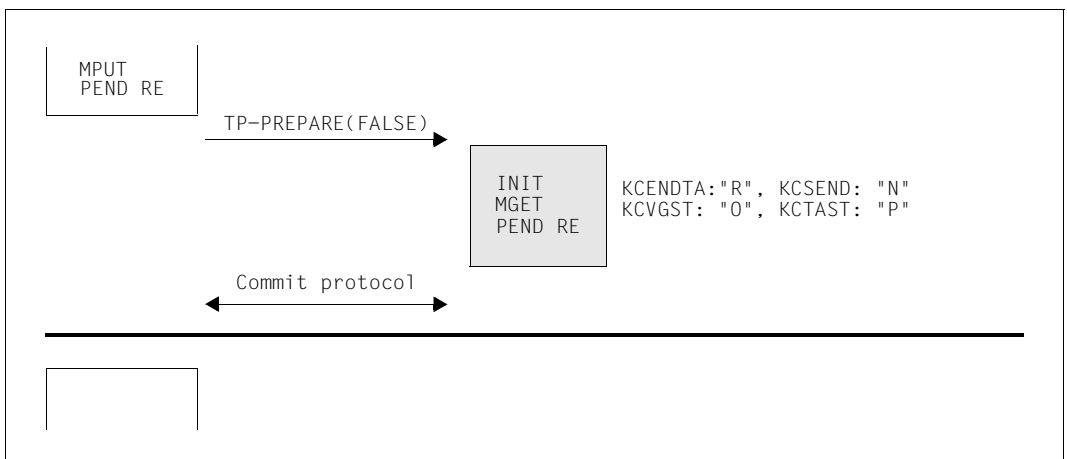 MPUT
PEND RE
TP-PREPARE(FALSE)
INIT
MGET
PEND RE
KCENDTA:"R", KCSEND: "N"
KCVGST: "O", KCTAST: "P"
Commit protocol